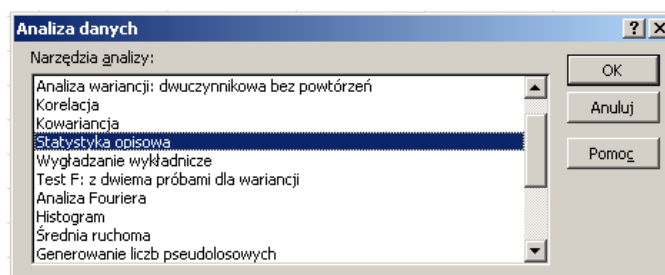 Analiza danych
Narzędzia analizy:
Analiza wariancji: dwuczynnikowa bez powtórzeń
Korelacja
Kowariancja
Statystyka opisowa
Wygładzanie wykładnicze
Test F: z dwiema próbami dla wariancji
Analiza Fouriera
Histogram
Średnia ruchoma
Generowanie liczb pseudolosowych
OK
Anuluj
Pomoc